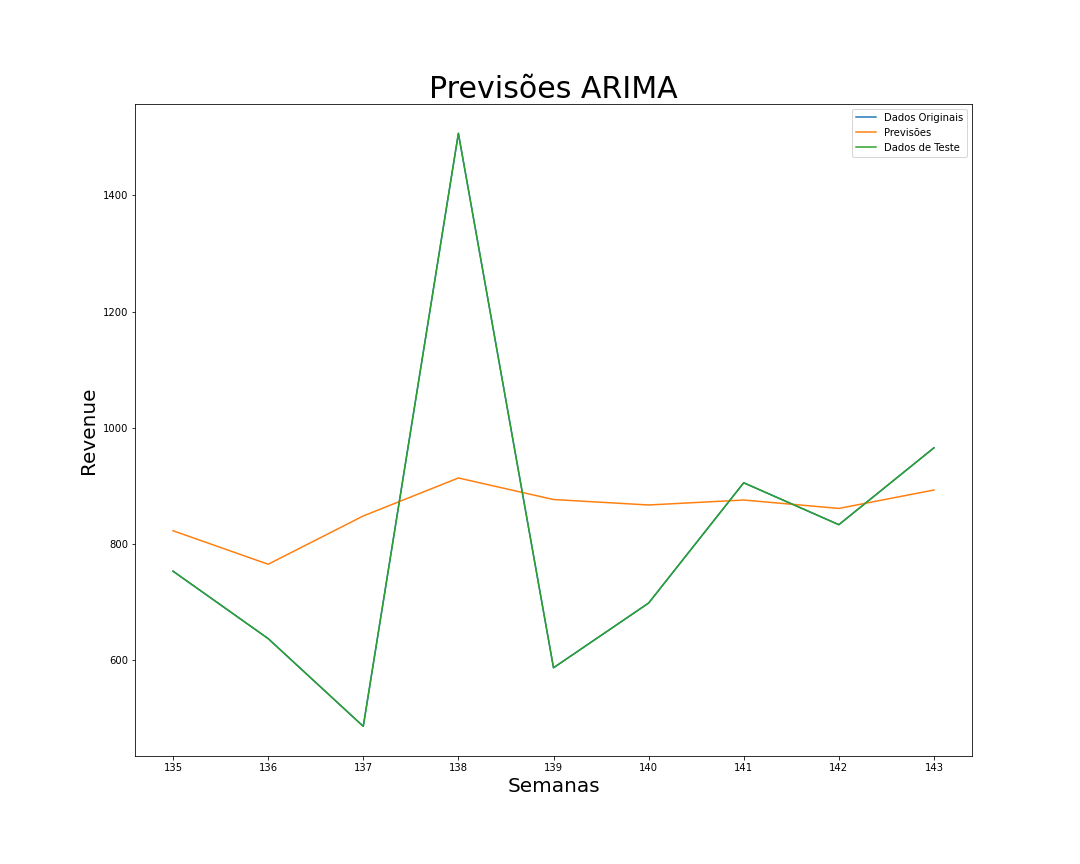 Previsões ARIMA
Dados Originais
Previsões
Dados de Teste
Revenue
1400
1200
1000
800
600
135 136 137 138 139 140 141 142 143
Semanas